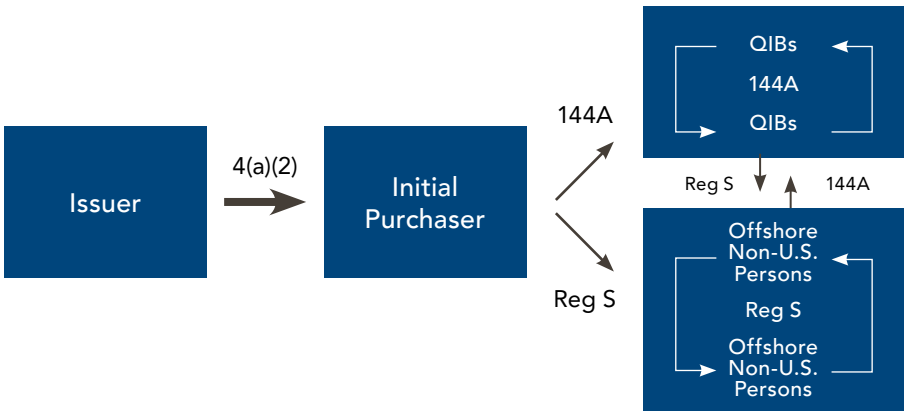 Issuer
4(a)(2)
Initial
Purchaser
144A
Reg S
QIBs
144A
QIBs
Reg S
144A
Offshore
Non-U.S.
Persons
Reg S
Offshore
Non-U.S.
Persons